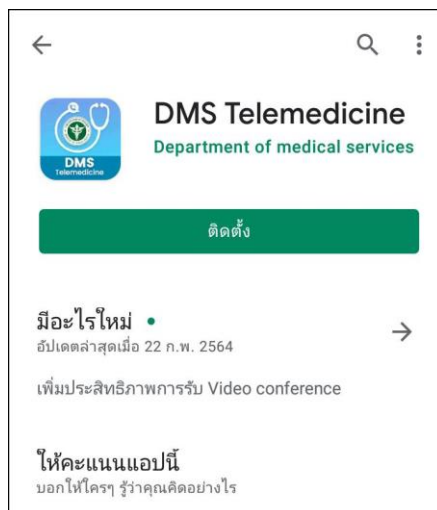 DMS
Telemedicine
DMS Telemedicine
Department of medical services
ติดตั้ง
มีอะไรใหม่ •
อัปเดตล่าสุดเมื่อ 22 ก.พ. 2564
เพิ่มประสิทธิภาพการรับ Video conference
ให้คะแนนแอปนี้
บอกให้ใครๆ รู้ว่าคุณคิดอย่างไร